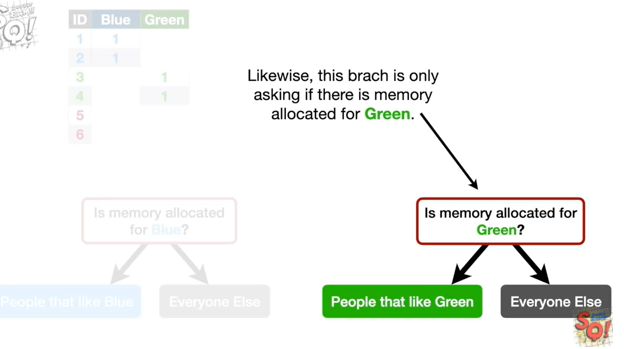 ID Blue Green
1 1
2 1
3 1
4 1
5
6
Likewise, this brach is only
asking if there is memory
allocated for Green.
Is memory allocated
for Blue?
Is memory allocated for
Green?
People that like Blue
Everyone Else
People that like Green
Everyone Else
SO!